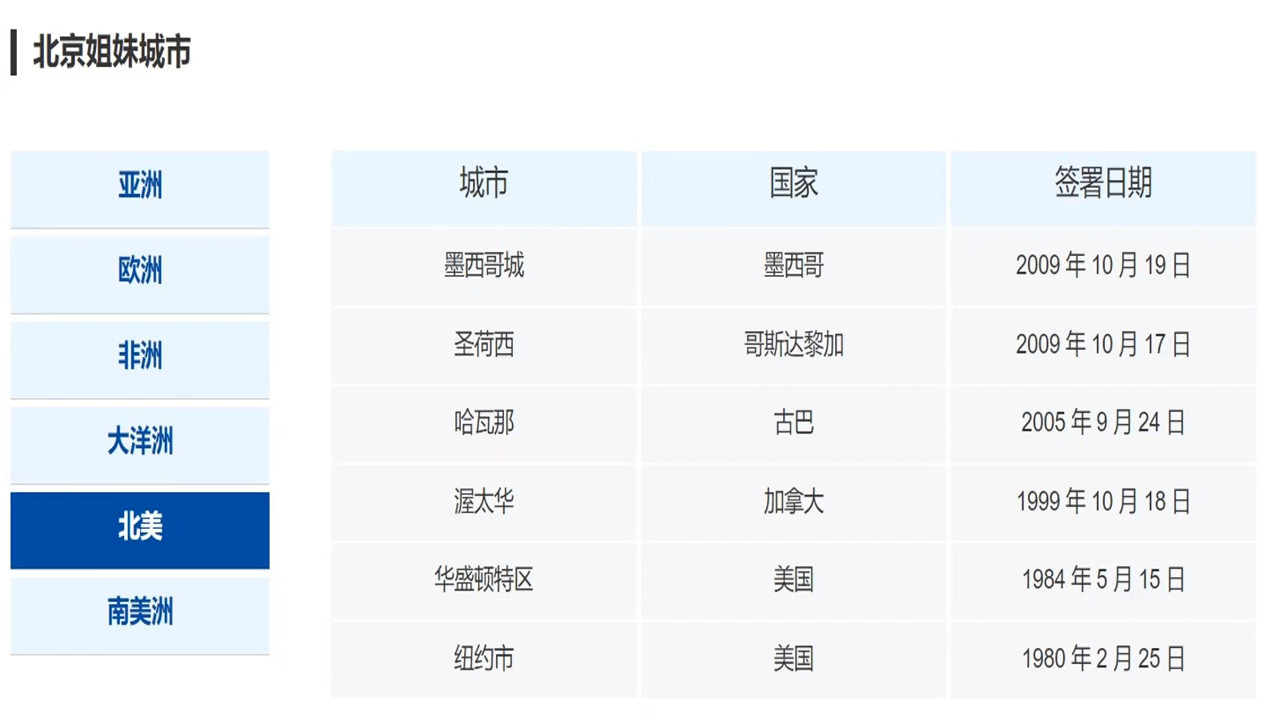 北京姐妹城市
亚洲
欧洲
非洲
大洋洲
北美
南美洲
城市 国家 签署日期
墨西哥城 墨西哥 2009 年 10 月 19 日
圣荷西 哥斯达黎加 2009 年 10 月 17 日
哈瓦那 古巴 2005 年 9 月 24 日
渥太华 加拿大 1999 年 10 月 18 日
华盛顿特区 美国 1984 年 5 月 15 日
纽约市 美国 1980 年 2 月 25 日